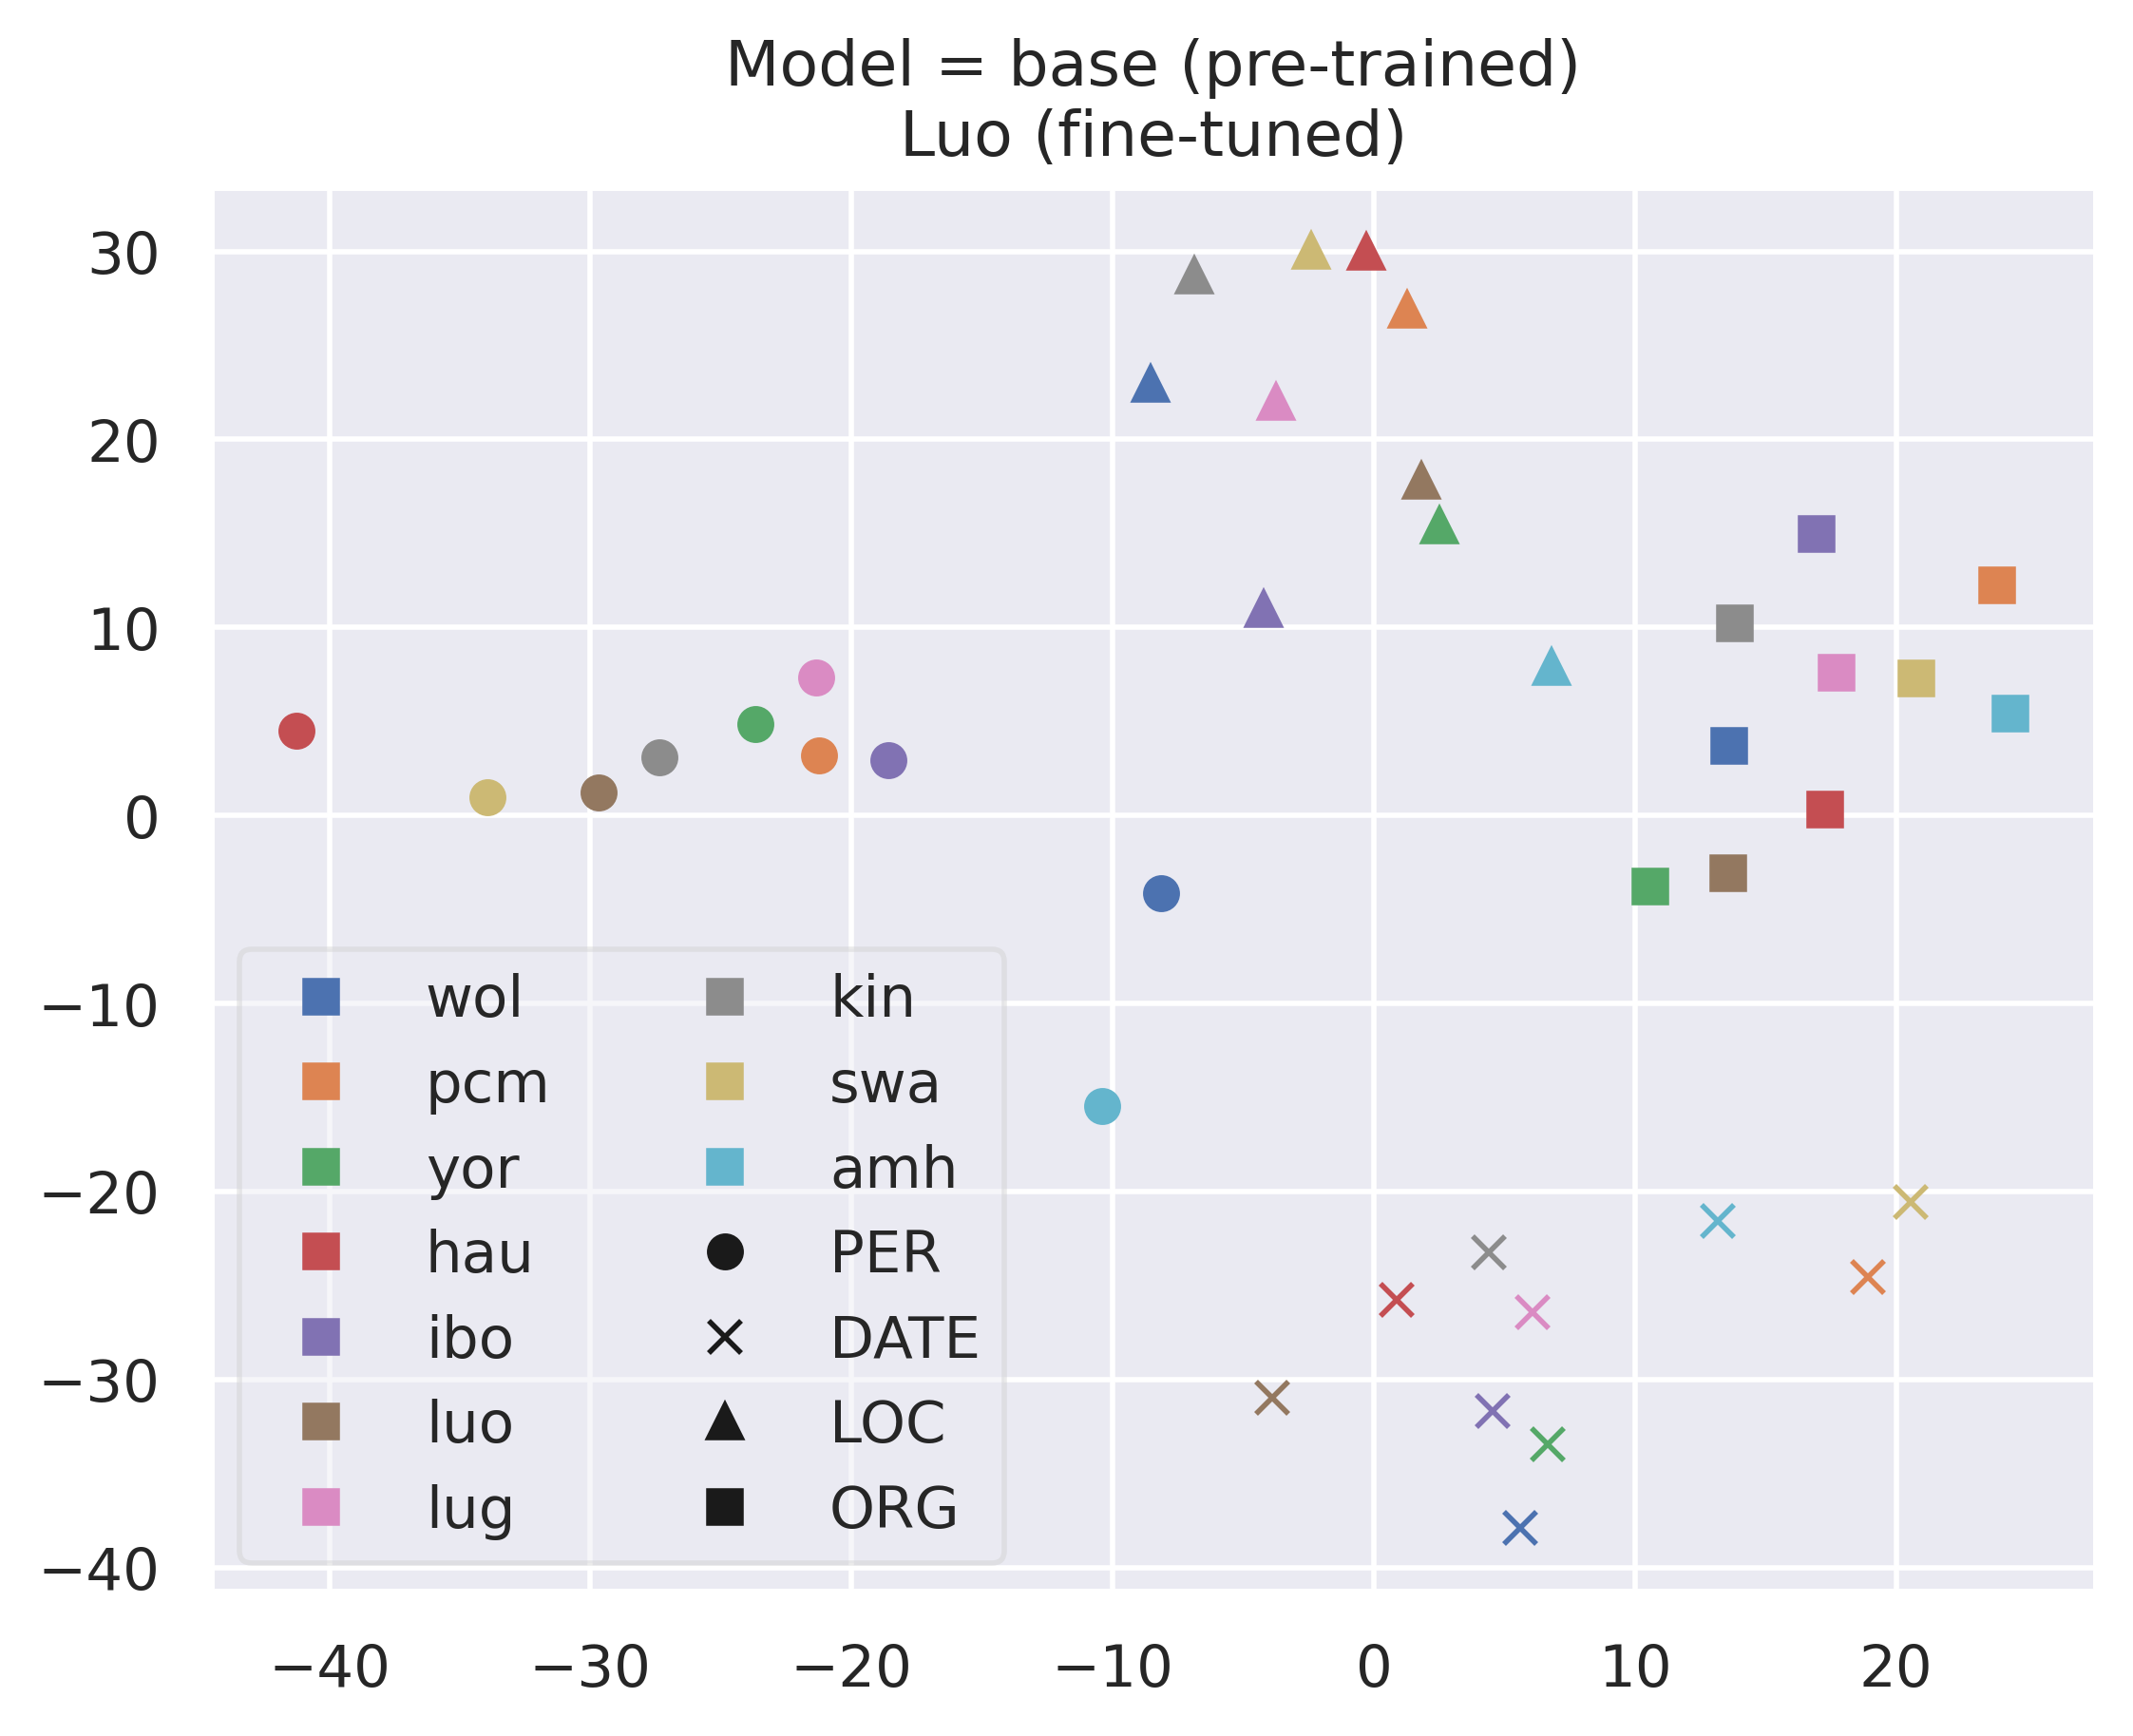 Model = base (pre-trained)
Luo (fine-tuned)
30
20
10
0
−10
−20
−30
−40
wol
pcm
yor
hau
ibo
luo
lug
kin
swa
amh
PER
DATE
LOC
ORG
−40 −30 −20 −10 0 10 20